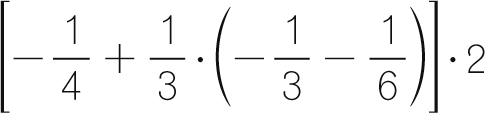 [-1/4 + 1/3 · (-1/3 - 1/6)] · 2